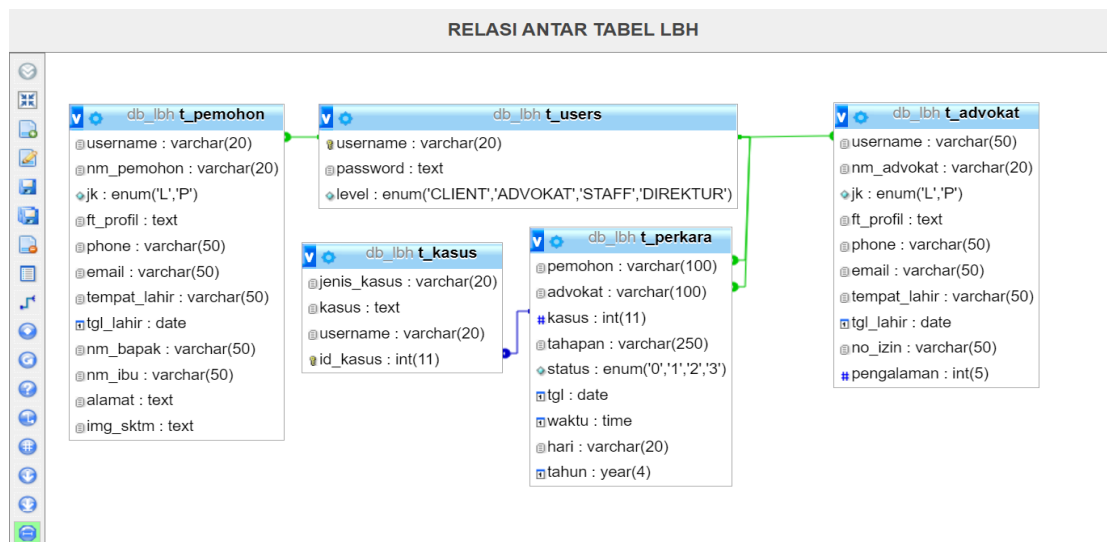 RELASI ANTAR TABEL LBH
db_lbh t_pemohon
username : varchar(20)
nm_pemohon : varchar(20)
jk : enum('L','P')
ft_profil : text
phone : varchar(50)
email : varchar(50)
tempat_lahir : varchar(50)
tgl_lahir : date
nm_bapak : varchar(50)
nm_ibu : varchar(50)
alamat : text
img_sktm : text
db_lbh t_users
username : varchar(20)
password : text
level : enum('CLIENT','ADVOKAT','STAFF','DIREKTUR')
db_lbh t_kasus
jenis_kasus : varchar(20)
kasus : text
username : varchar(20)
id_kasus : int(11)
db_lbh t_perkara
pemohon : varchar(100)
advokat : varchar(100)
# kasus : int(11)
tahapan : varchar(250)
status : enum('0','1','2','3')
tgl : date
waktu : time
hari : varchar(20)
tahun : year(4)
db_lbh t_advokat
username : varchar(50)
nm_advokat : varchar(20)
jk : enum('L','P')
ft_profil : text
phone : varchar(50)
email : varchar(50)
tempat_lahir : varchar(50)
tgl_lahir : date
no_izin : varchar(50)
# pengalaman : int(5)